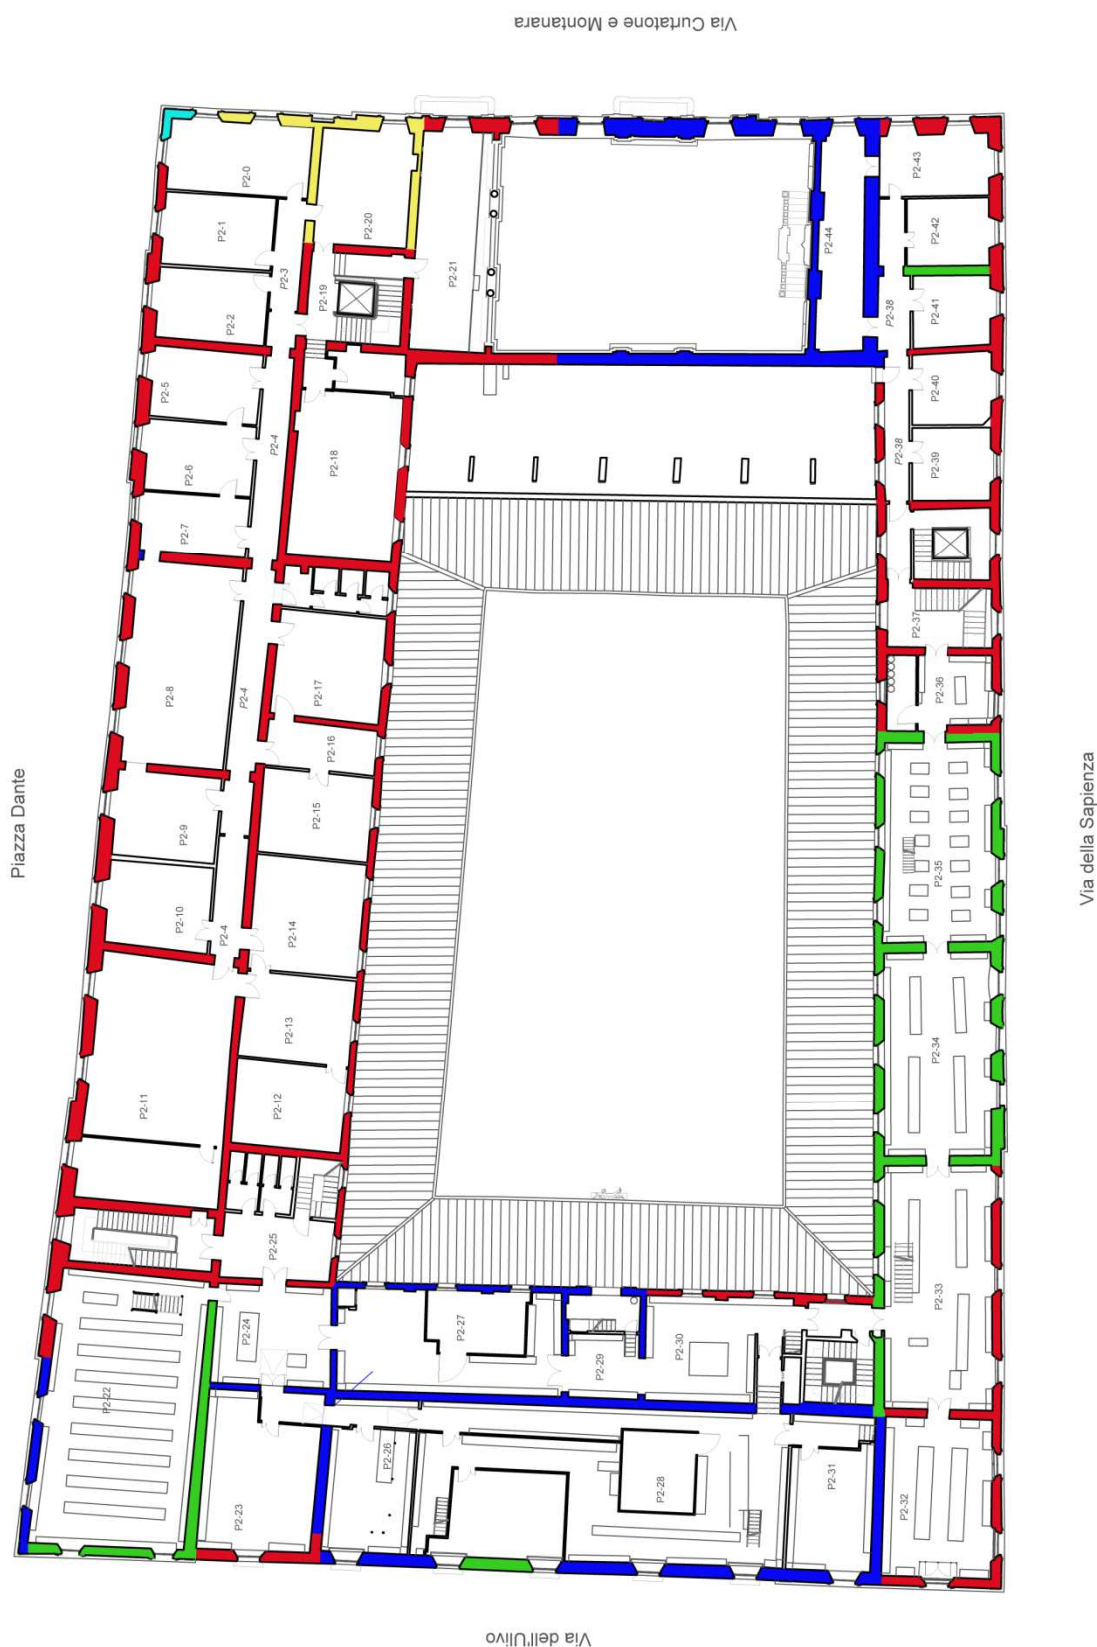 Via Curtatone e Montanara
P2-0
P2-1
P2-2
P2-3
P2-19
P2-20
P2-21
P2-44
P2-43
P2-42
P2-41
P2-38
P2-40
P2-39
P2-38
P2-5
P2-4
P2-6
P2-7
P2-18
P2-8
P2-4
P2-17
P2-16
P2-15
P2-9
P2-10
P2-4
P2-14
P2-13
P2-12
P2-11
P2-37
P2-36
P2-35
P2-34
P2-33
P2-25
P2-24
P2-22
P2-23
P2-26
P2-27
P2-29
P2-30
P2-28
P2-31
P2-32
Piazza Dante
Via della Sapienza
Via dell'Ulivo